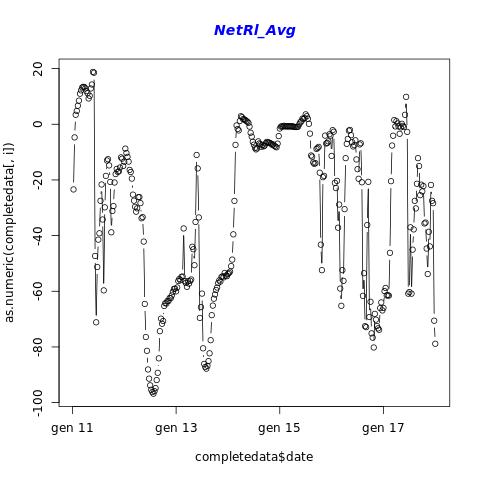 NetRl_Avg
20
0
-20
-40
-60
-80
-100
as.numeric(completedata[, i])
gen 11
gen 13
gen 15
gen 17
completedata$date